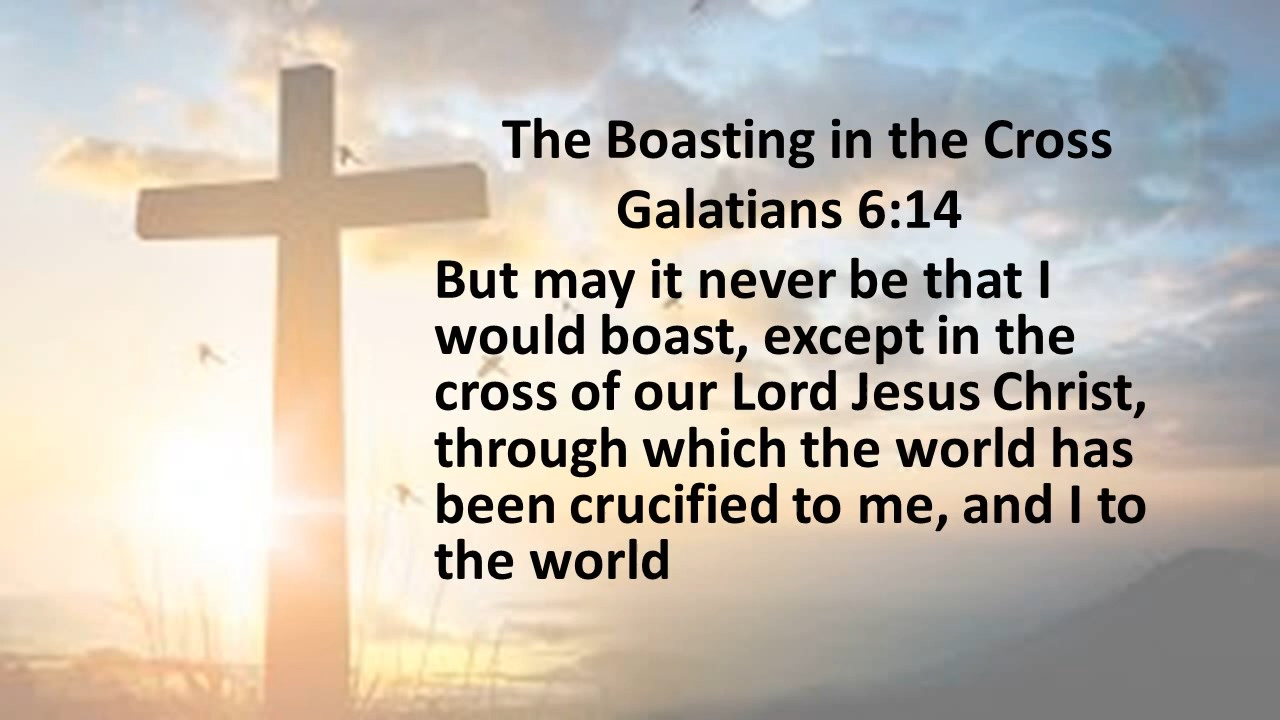 The Boasting in the Cross
Galatians 6:14
But may it never be that I
would boast, except in the
cross of our Lord Jesus Christ,
through which the world has
been crucified to me, and I to
the world